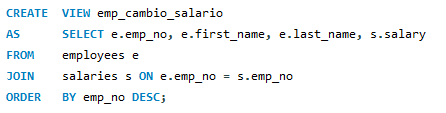 CREATE  VIEW emp_cambio_salario
AS      SELECT e.emp_no, e.first_name, e.last_name, s.salary
FROM    employees e
JOIN    salaries s ON e.emp_no = s.emp_no
ORDER   BY emp_no DESC;